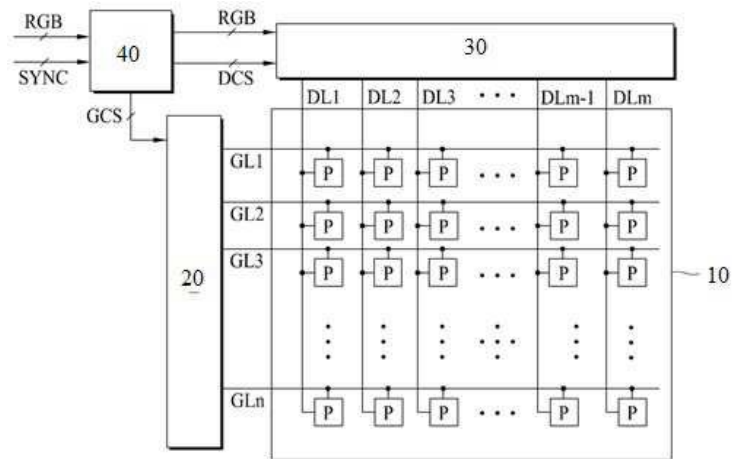 RGB
RGB
40
30
SYNC
DCS
GCS
DL1 DL2 DL3 ... DLm-1 DLm
GL1
P P P ... P P
GL2
P P P ... P P
GL3
P P P ... P P
20
10
GLn
P P P ... P P